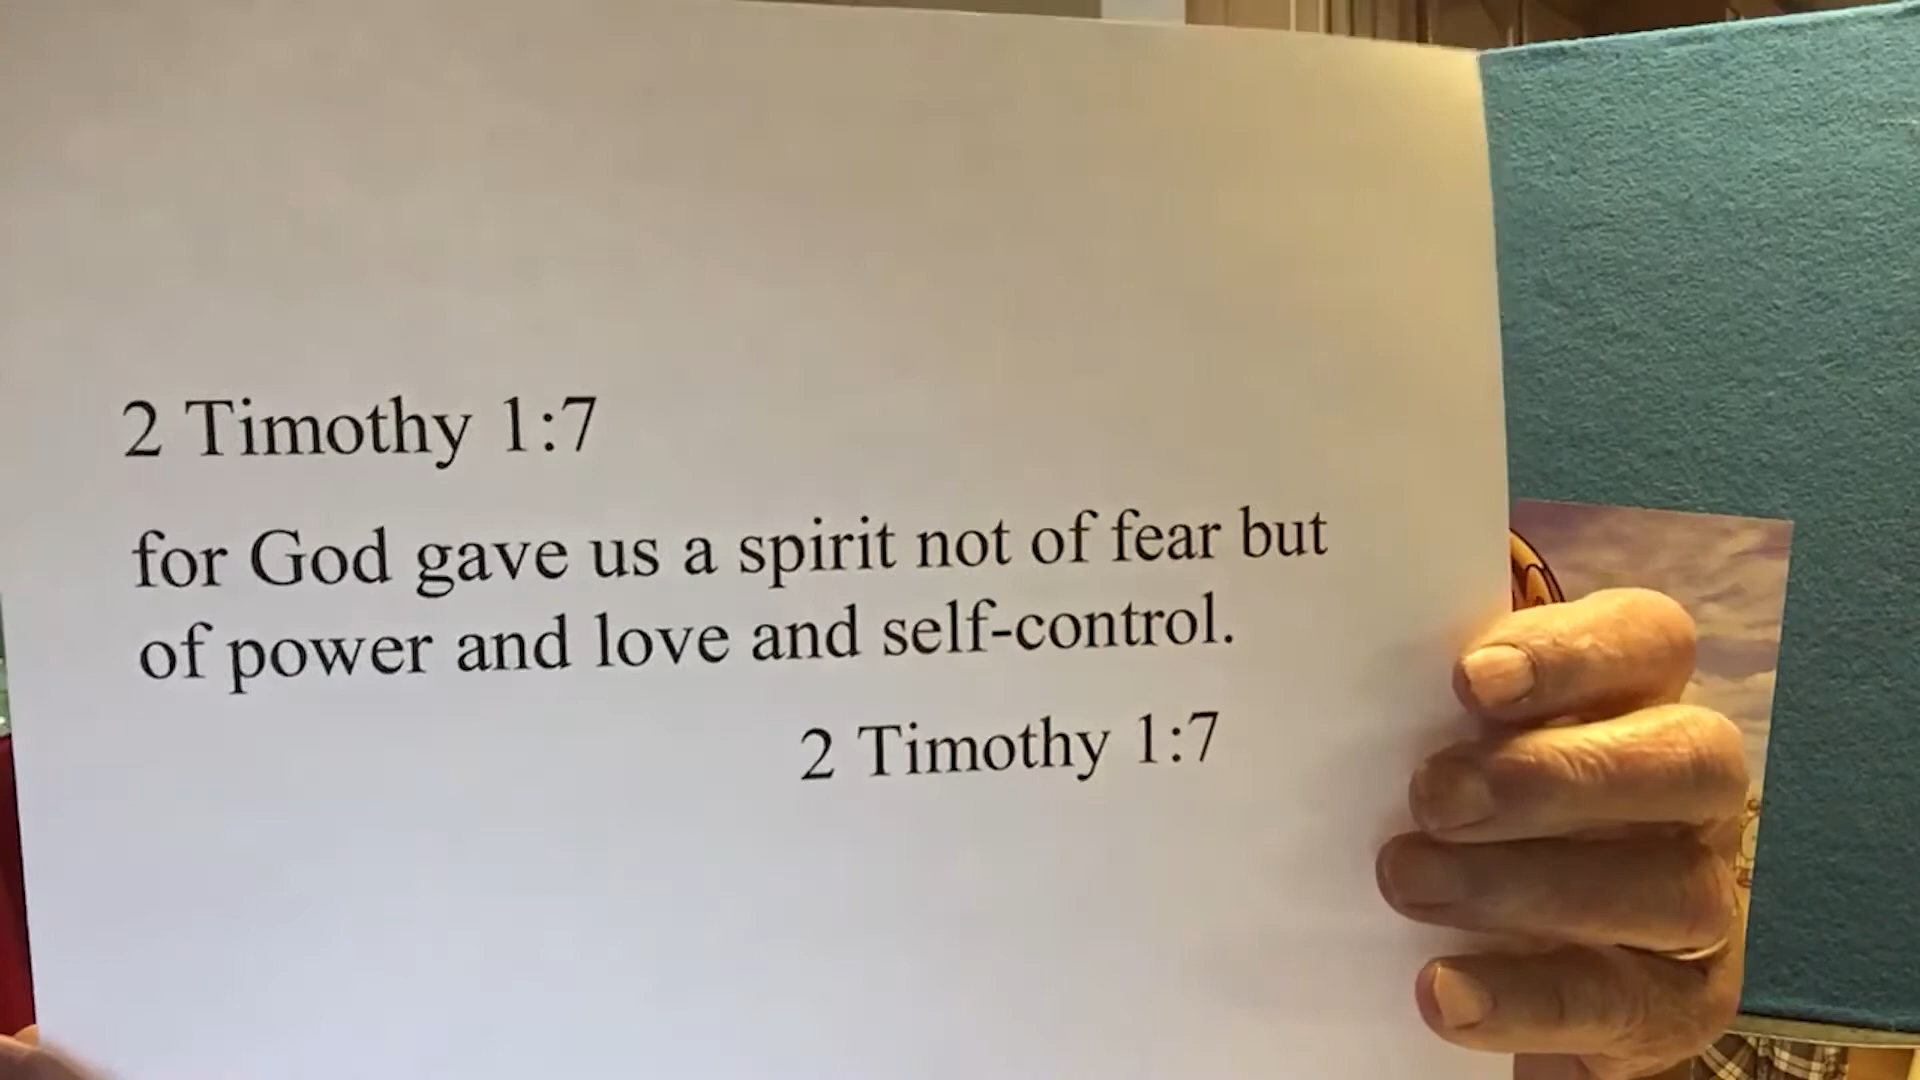 2 Timothy 1:7
for God gave us a spirit not of fear but
of power and love and self-control.
2 Timothy 1:7